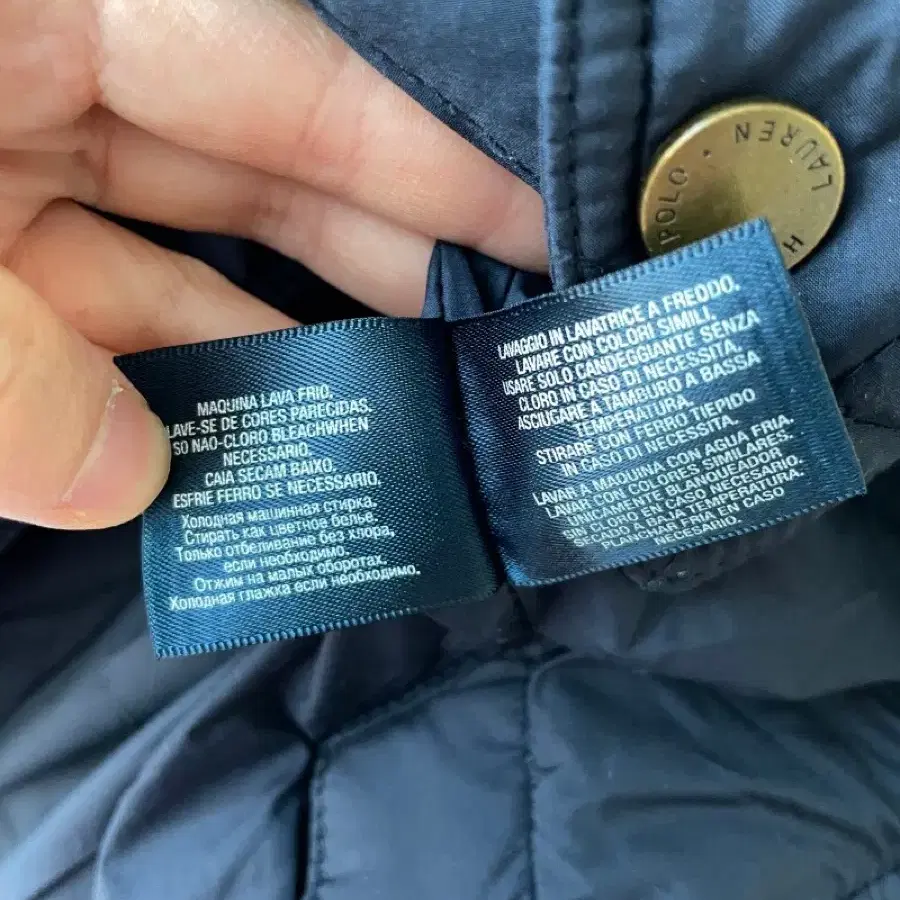 POLO • H LAUREN
MAQUINA LAVA FRIO.
LAVE-SE DE CORES PARECIDAS.
SO NAO-CLORO BLEACHWHEN
NECESSARIO.
CAIA SECAM BAIXO.
ESFRIE FERRO SE NECESSARIO.
Холодная машинная стирка.
Стирать как цветное белье.
Только отбеливание без хлора,
если необходимо.
Отжим на малых оборотах.
Холодная глажка если необходимо.
LAVAGGIO IN LAVATRICE A FREDDO.
LAVARE CON COLORI SIMILI.
USARE SOLO CANDEGGIANTE SENZA
CLORO IN CASO DI NECESSITA.
ASCIUGARE A TAMBURO A BASSA
TEMPERATURA.
STIRARE CON FERRO TIEPIDO
IN CASO DI NECESSITA.
LAVAR A MAQUINA CON AGUA FRIA.
LAVAR CON COLORES SIMILARES.
UNICAMENTE BLANQUEADOR
SIN CLORO EN CASO NECESARIO.
SECADO A BAJA TEMPERATURA.
PLANCHAR FRIA EN CASO
NECESARIO.